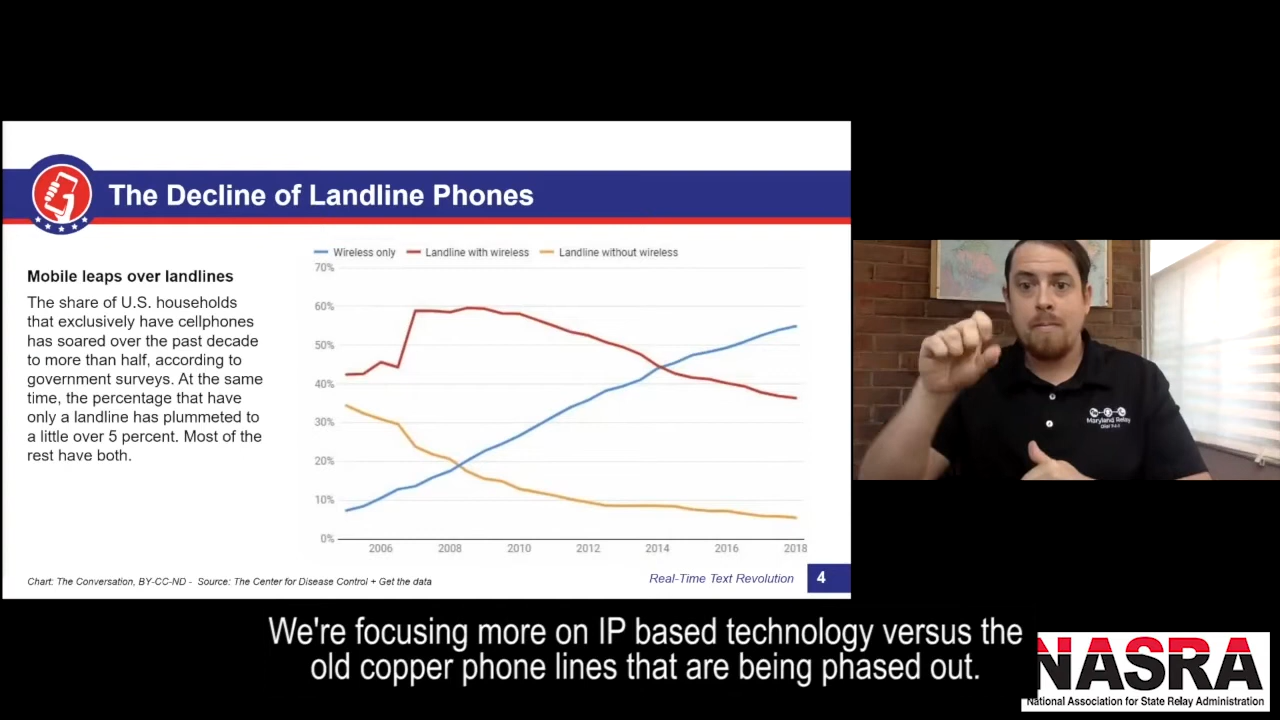 The Decline of Landline Phones
Mobile leaps over landlines
The share of U.S. households
that exclusively have cellphones
has soared over the past decade
to more than half, according to
government surveys. At the same
time, the percentage that have
only a landline has plummeted to
a little over 5 percent. Most of the
rest have both.
Wireless only Landline with wireless Landline without wireless
70%
60%
50%
40%
30%
20%
10%
0%
2006 2008 2010 2012 2014 2016 2018
Chart: The Conversation, BY-CC-ND - Source: The Center for Disease Control + Get the data
Real-Time Text Revolution 4
Maryland Relay
We're focusing more on IP based technology versus the
old copper phone lines that are being phased out.
NASRA
National Association for State Relay Administration